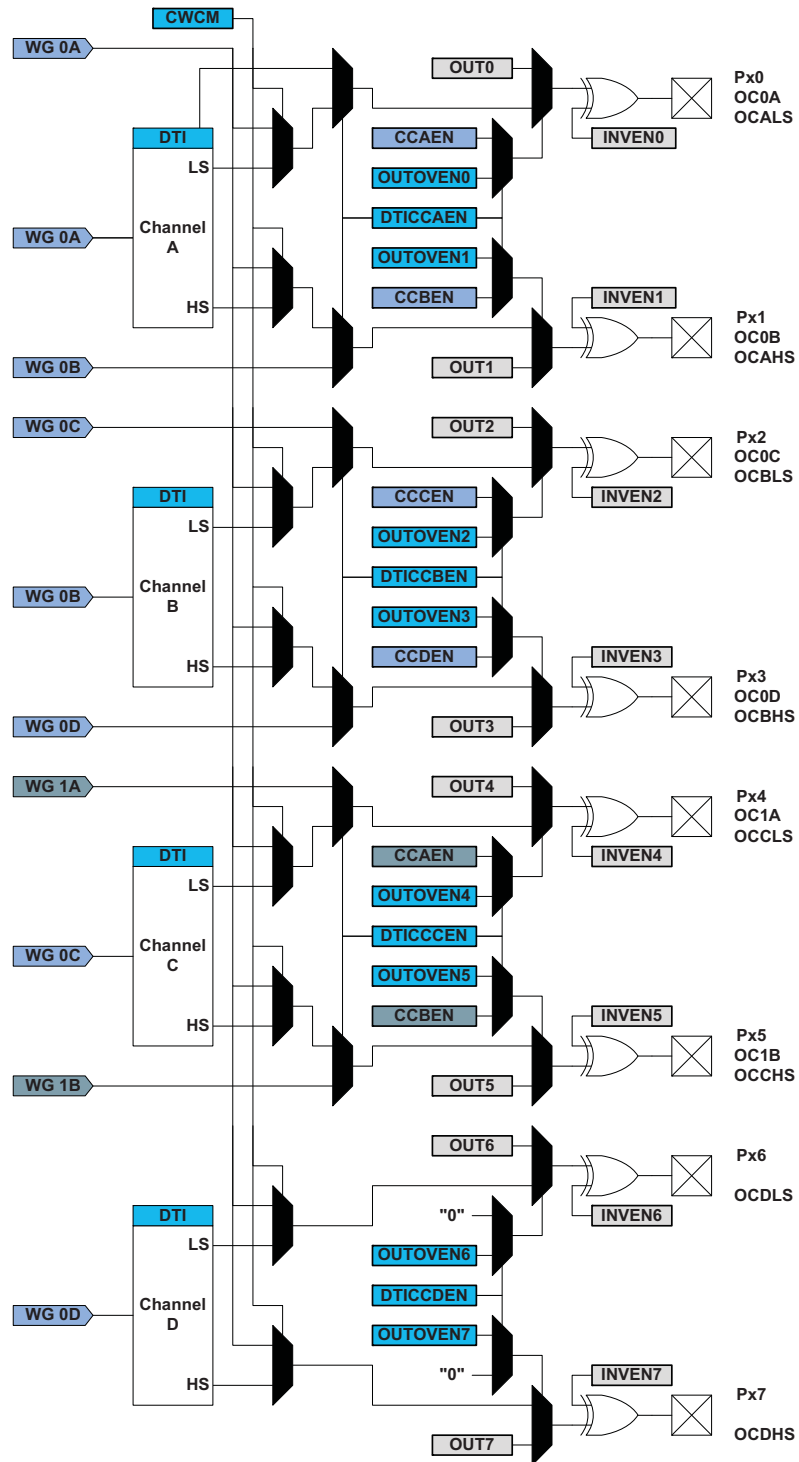 CWCM
WG 0A
OUT0
Px0
OC0A
OCALS
DTI
CCAEN
INVEN0
LS
OUTOVEN0
Channel
A
WG 0A
DTICCAEN
OUTOVEN1
HS
CCBEN
INVEN1
Px1
OC0B
OCAHS
WG 0B
OUT1
WG 0C
OUT2
Px2
OC0C
OCBLS
DTI
CCCEN
INVEN2
LS
OUTOVEN2
Channel
B
WG 0B
DTICCBEN
OUTOVEN3
HS
CCDEN
INVEN3
Px3
OC0D
OCBHS
WG 0D
OUT3
WG 1A
OUT4
Px4
OC1A
OCCLS
DTI
CCAEN
INVEN4
LS
OUTOVEN4
Channel
C
WG 0C
DTICCCEN
OUTOVEN5
HS
CCBEN
INVEN5
Px5
OC1B
OCCHS
WG 1B
OUT5
OUT6
Px6
OCDLS
DTI
"0"
INVEN6
LS
OUTOVEN6
Channel
D
WG 0D
DTICCDEN
OUTOVEN7
HS
"0"
INVEN7
Px7
OCDHS
OUT7